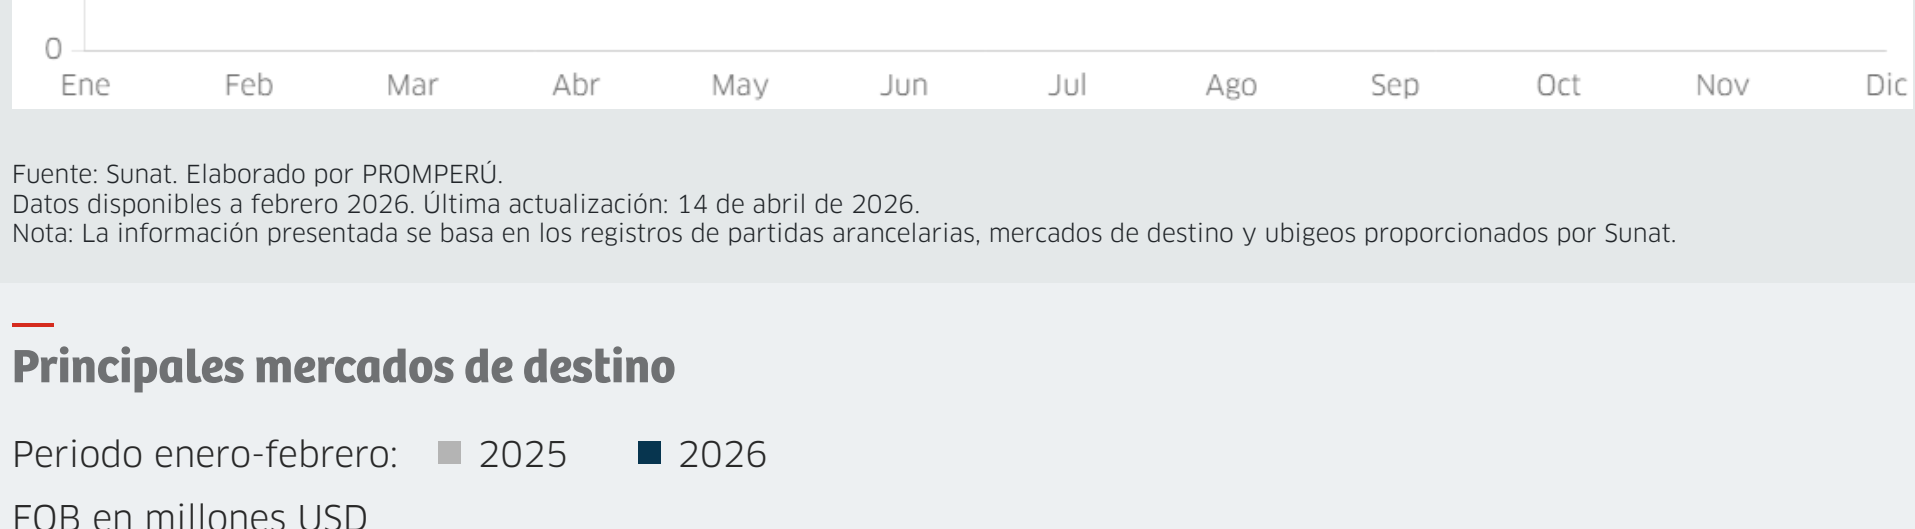 0
Ene Feb Mar Abr May Jun Jul Ago Sep Oct Nov Dic
Fuente: Sunat. Elaborado por PROMPERÚ.
Datos disponibles a febrero 2026. Última actualización: 14 de abril de 2026.
Nota: La información presentada se basa en los registros de partidas arancelarias, mercados de destino y ubigeos proporcionados por Sunat.
Principales mercados de destino
Periodo enero-febrero: 2025 2026
FOB en millones USD